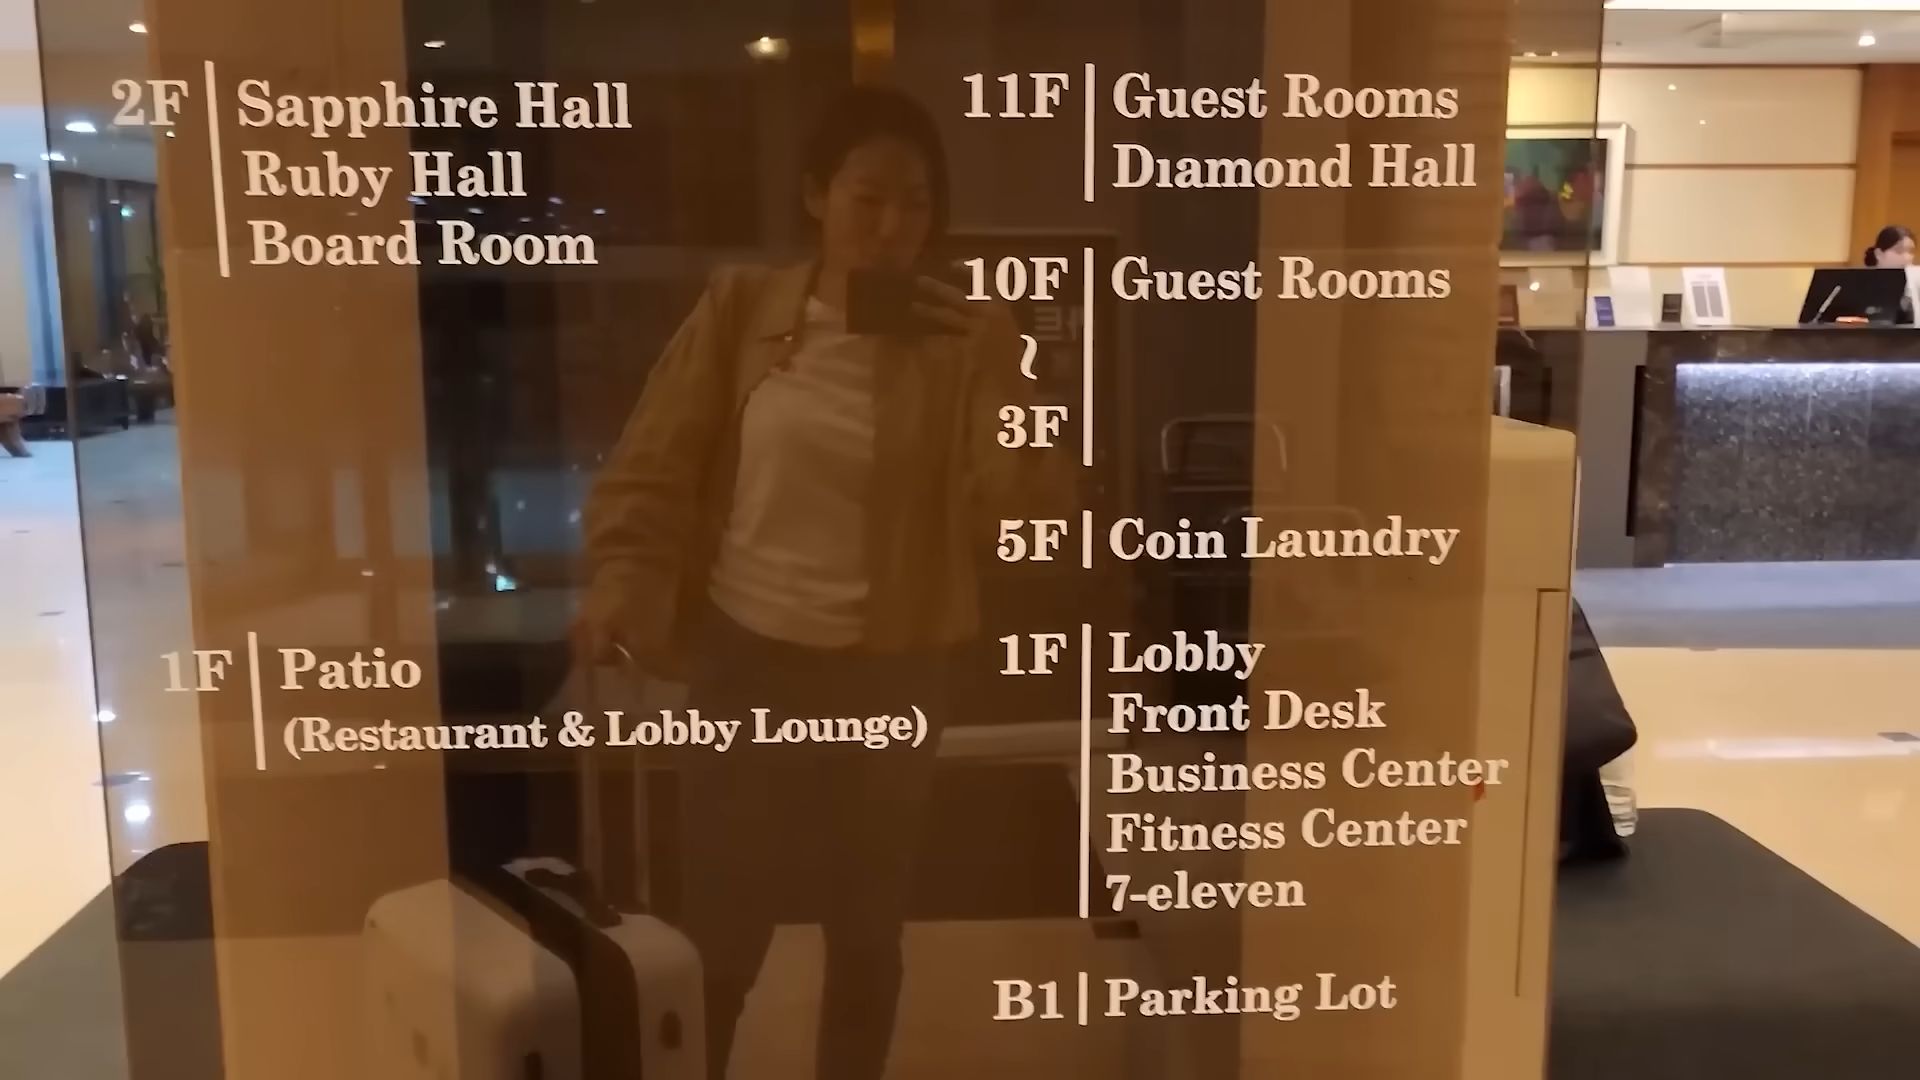 2F Sapphire Hall
Ruby Hall
Board Room
1F Patio
(Restaurant & Lobby Lounge)
11F Guest Rooms
Diamond Hall
10F Guest Rooms
~
3F
5F Coin Laundry
1F Lobby
Front Desk
Business Center
Fitness Center
7-eleven
B1 Parking Lot